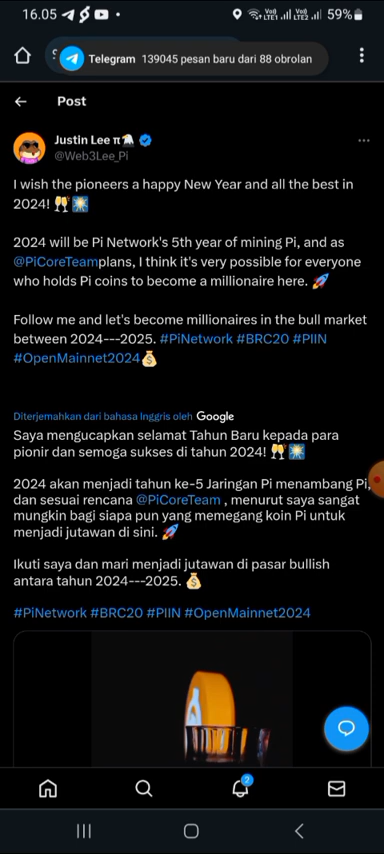 16.05
VoD LTE1 VoD LTE2 59%
Telegram 139045 pesan baru dari 88 obrolan
Post
Justin Lee π🦅
@Web3Lee_Pi
I wish the pioneers a happy New Year and all the best in
2024! 🥂🎇
2024 will be Pi Network's 5th year of mining Pi, and as
@PiCoreTeamplans, I think it's very possible for everyone
who holds Pi coins to become a millionaire here. 🚀
Follow me and let's become millionaires in the bull market
between 2024---2025. #PiNetwork #BRC20 #PIIN
#OpenMainnet2024💰
Diterjemahkan dari bahasa Inggris oleh Google
Saya mengucapkan selamat Tahun Baru kepada para
pionir dan semoga sukses di tahun 2024! 🥂🎇
2024 akan menjadi tahun ke-5 Jaringan Pi menambang Pi,
dan sesuai rencana @PiCoreTeam , menurut saya sangat
mungkin bagi siapa pun yang memegang koin Pi untuk
menjadi jutawan di sini. 🚀
Ikuti saya dan mari menjadi jutawan di pasar bullish
antara tahun 2024---2025. 💰
#PiNetwork #BRC20 #PIIN #OpenMainnet2024
2